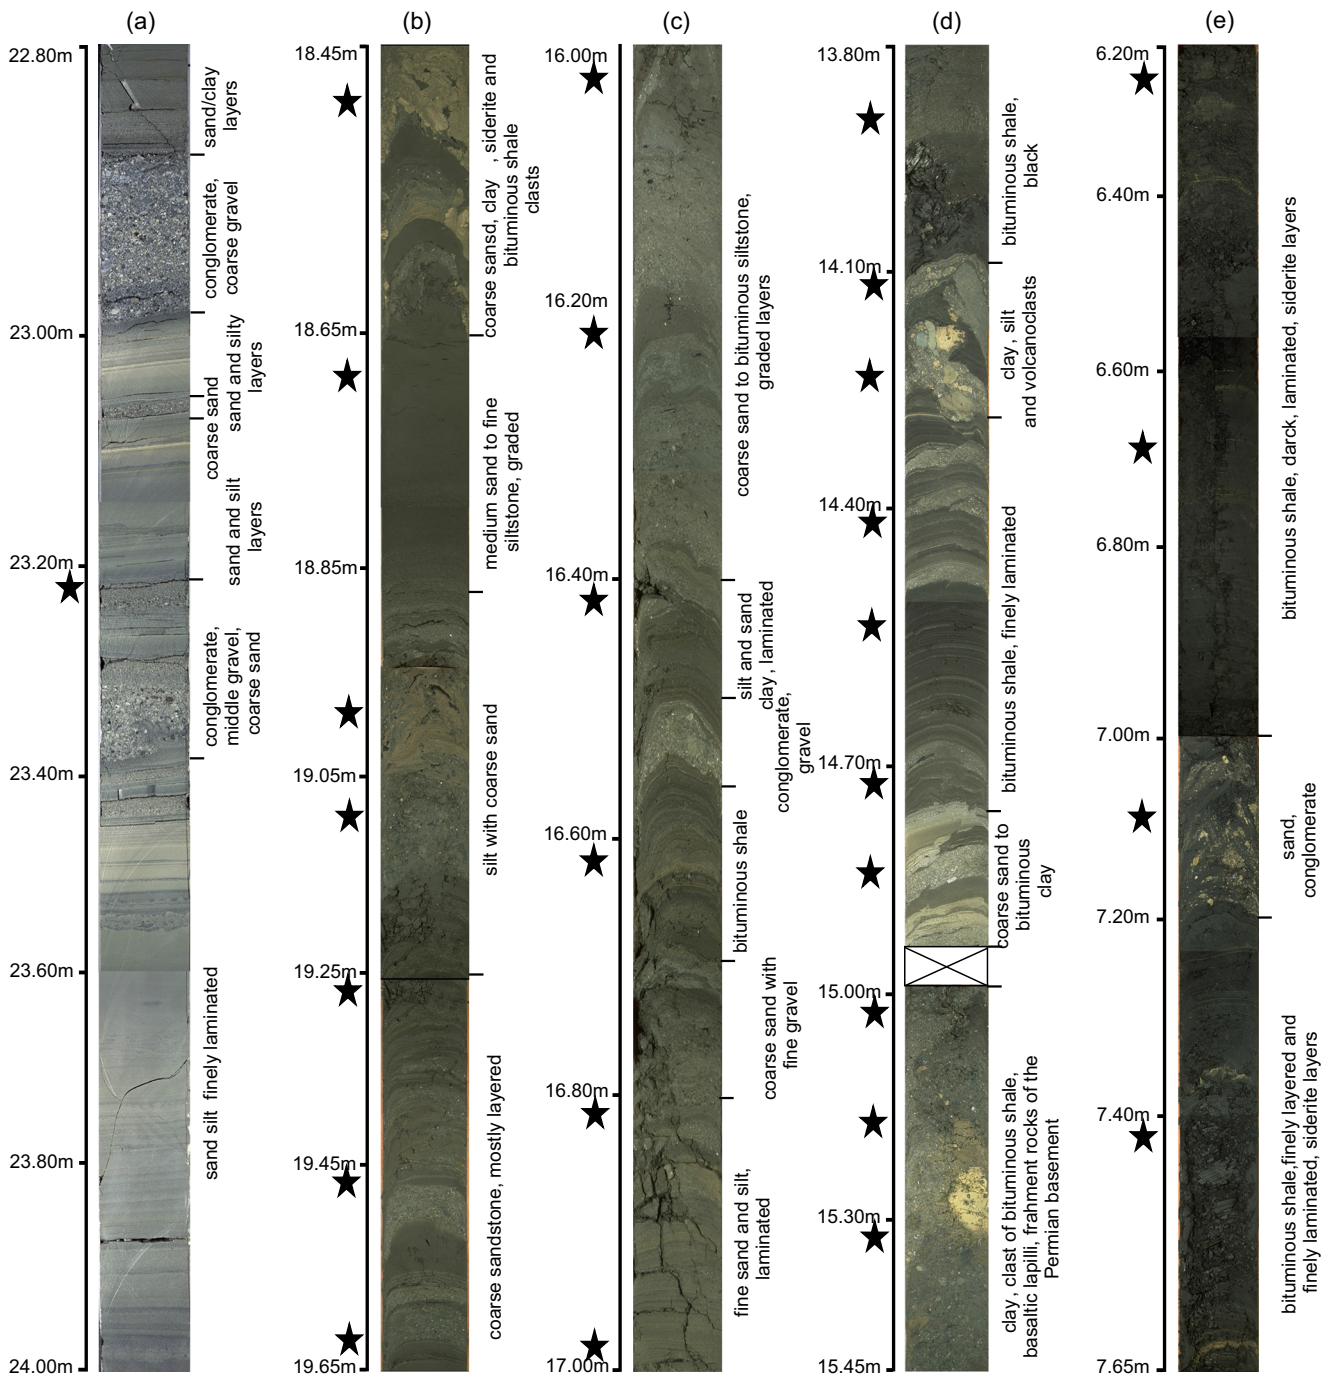 (a)
22.80m
23.00m
23.20m
23.40m
23.60m
23.80m
24.00m
sand/clay
layers
conglomerate,
coarse gravel
sand and silty
layers
coarse sand
sand and silt
layers
conglomerate,
middle gravel,
coarse sand
sand silt finely laminated
(b)
18.45m
18.65m
18.85m
19.05m
19.25m
19.45m
19.65m
coarse sansd, clay , siderite and
bituminous shale
clasts
medium sand to fine
siltstone, graded
silt with coarse sand
coarse sandstone, mostly layered
(c)
16.00m
16.20m
16.40m
16.60m
16.80m
17.00m
coarse sand to bituminous siltstone,
graded layers
silt and sand
clay , laminated
conglomerate,
gravel
bituminous shale
coarse sand with
fine gravel
fine sand and silt,
laminated
(d)
13.80m
14.10m
14.40m
14.70m
15.00m
15.30m
15.45m
bituminous shale,
black
clay, silt
and volcanoclasts
bituminous shale, finely laminated
coarse sand to
bituminous
clay
clay, clast of bituminous shale,
basaltic lapilli, frahment rocks of the
Permian basement
(e)
6.20m
6.40m
6.60m
6.80m
7.00m
7.20m
7.40m
7.65m
bituminous shale, darck, laminated, siderite layers
sand,
conglomerate
bituminous shale,finely layered and
finely laminated, siderite layers